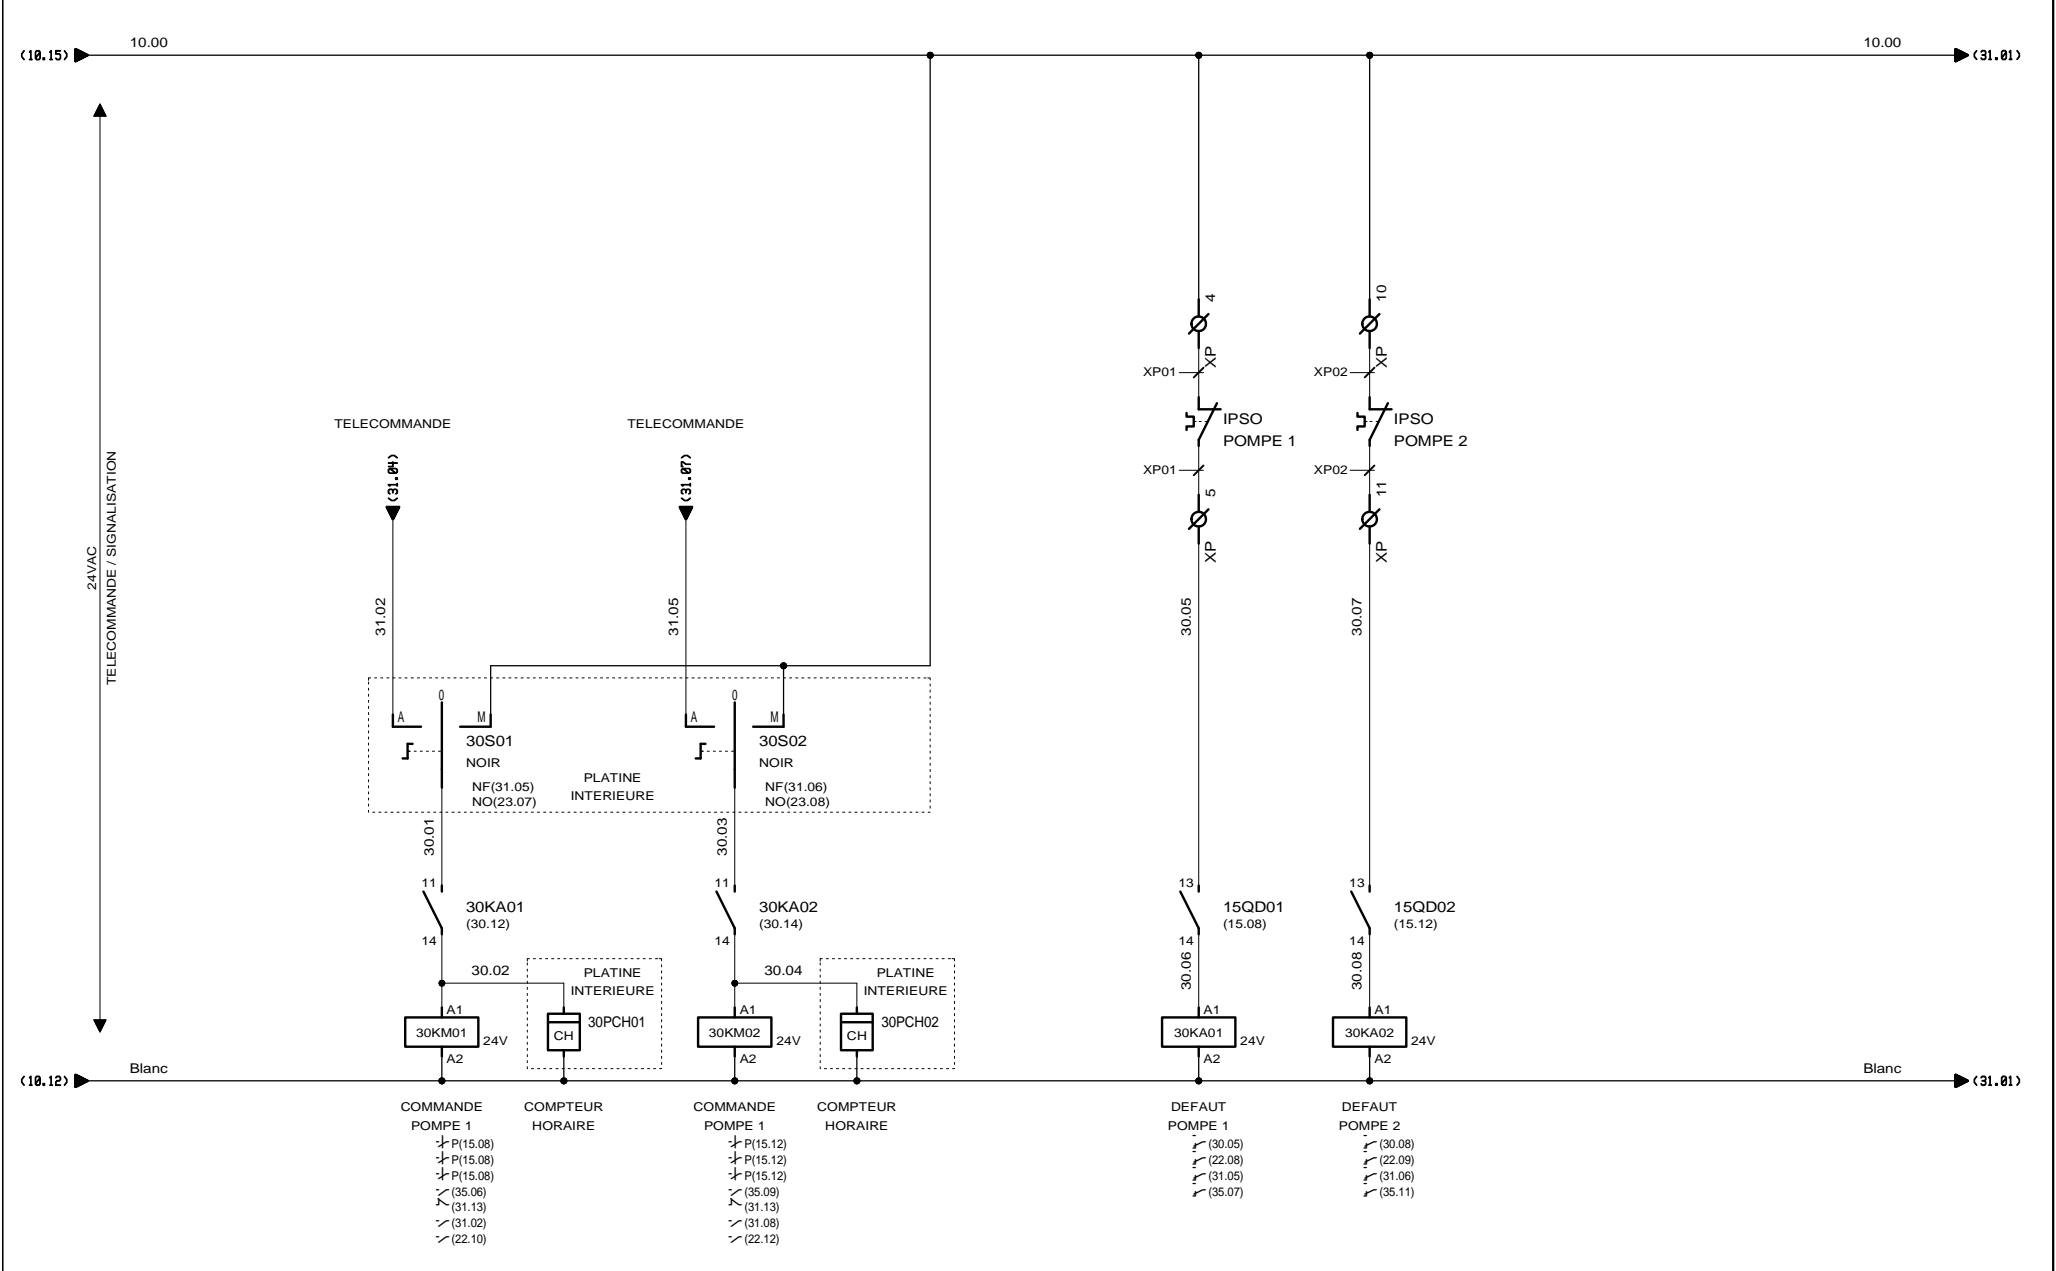 10.00
10.00
(10.15)
(31.01)
24VAC
TELECOMMANDE / SIGNALISATION
TELECOMMANDE
(31.04)
31.02
TELECOMMANDE
(31.07)
31.05
4
XP
XP01
IPSO
POMPE 1
XP01
5
XP
30.05
10
XP
XP02
IPSO
POMPE 2
XP02
11
XP
30.07
A
0
M
30S01
NOIR
NF(31.05)
NO(23.07)
PLATINE
INTERIEURE
A
0
M
30S02
NOIR
NF(31.06)
NO(23.08)
30.01
11
30KA01
(30.12)
14
30.03
11
30KA02
(30.14)
14
13
15QD01
(15.08)
14
30.06
13
15QD02
(15.12)
14
30.08
30.02
PLATINE
INTERIEURE
30PCH01
CH
30.04
PLATINE
INTERIEURE
30PCH02
CH
A1
30KM01
24V
A2
A1
30KM02
24V
A2
A1
30KA01
24V
A2
A1
30KA02
24V
A2
Blanc
Blanc
(10.12)
(31.01)
COMMANDE
POMPE 1
P(15.08)
P(15.08)
P(15.08)
(35.06)
(31.13)
(31.02)
(22.10)
COMPTEUR
HORAIRE
COMMANDE
POMPE 1
P(15.12)
P(15.12)
P(15.12)
(35.09)
(31.13)
(31.08)
(22.12)
COMPTEUR
HORAIRE
DEFAUT
POMPE 1
(30.05)
(22.08)
(31.05)
(35.07)
DEFAUT
POMPE 2
(30.08)
(22.09)
(31.06)
(35.11)